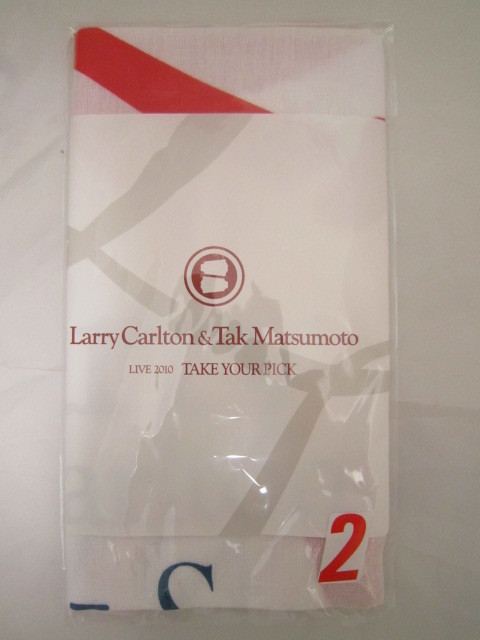 Larry Carlton & Tak Matsumoto
LIVE 2010 TAKE YOUR PICK
2
S